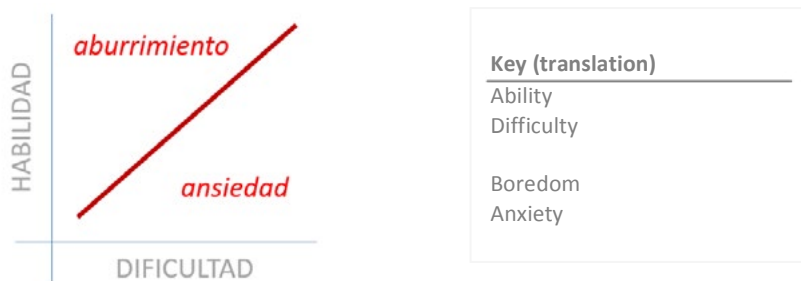 aburrimiento
HABILIDAD
ansiedad
DIFICULTAD
Key (translation)
Ability
Difficulty
Boredom
Anxiety